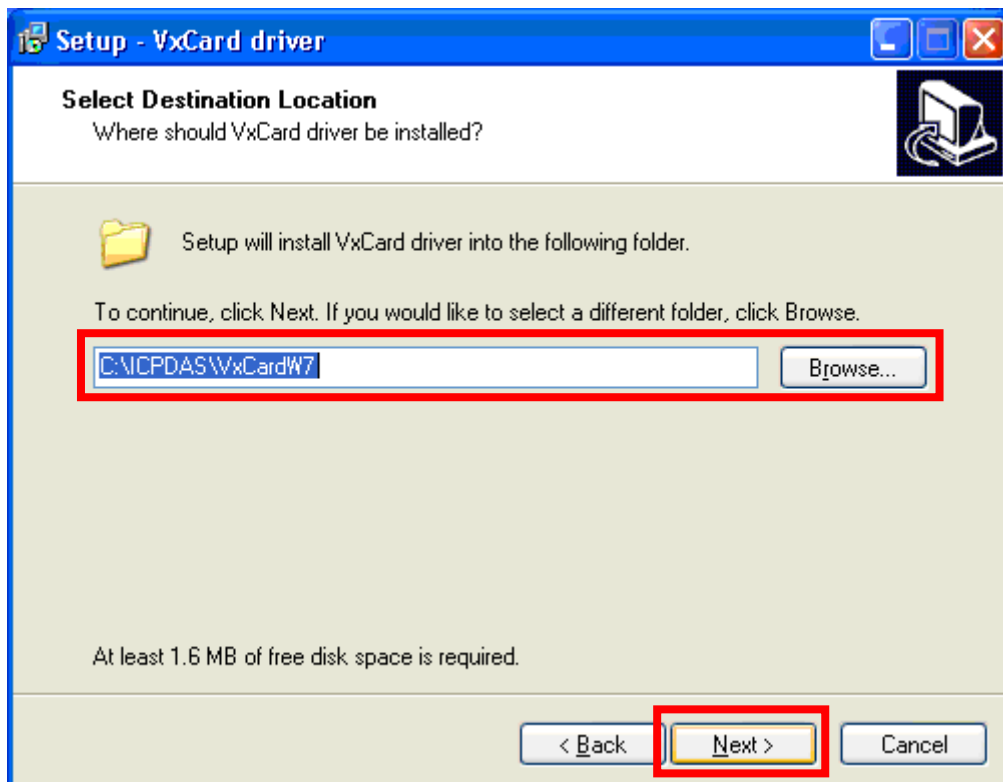 Setup - VxCard driver
Select Destination Location
Where should VxCard driver be installed?
Setup will install VxCard driver into the following folder.
To continue, click Next. If you would like to select a different folder, click Browse.
C:\ICPDAS\VxCardW7
Browse...
At least 1.6 MB of free disk space is required.
< Back
Next >
Cancel